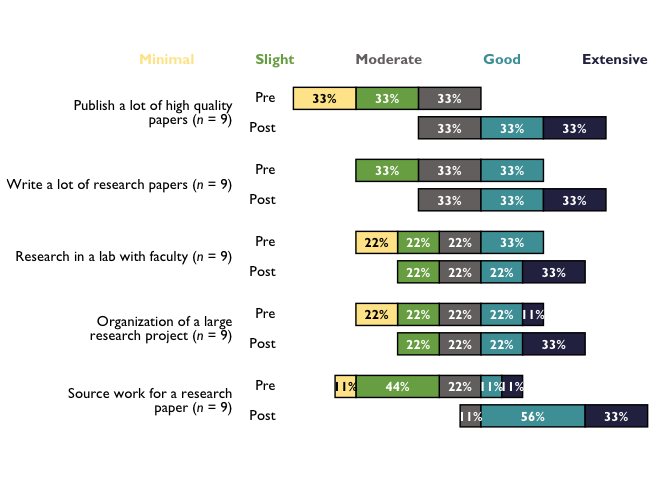 Minimal Slight Moderate Good Extensive
Publish a lot of high quality
papers (n = 9)
Pre 33% 33% 33%
Post 33% 33% 33%
Write a lot of research papers (n = 9)
Pre 33% 33% 33%
Post 33% 33% 33%
Research in a lab with faculty (n = 9)
Pre 22% 22% 22% 33%
Post 22% 22% 22% 33%
Organization of a large
research project (n = 9)
Pre 22% 22% 22% 22% 11%
Post 22% 22% 22% 33%
Source work for a research
paper (n = 9)
Pre 11% 44% 22% 11% 11%
Post 11% 56% 33%